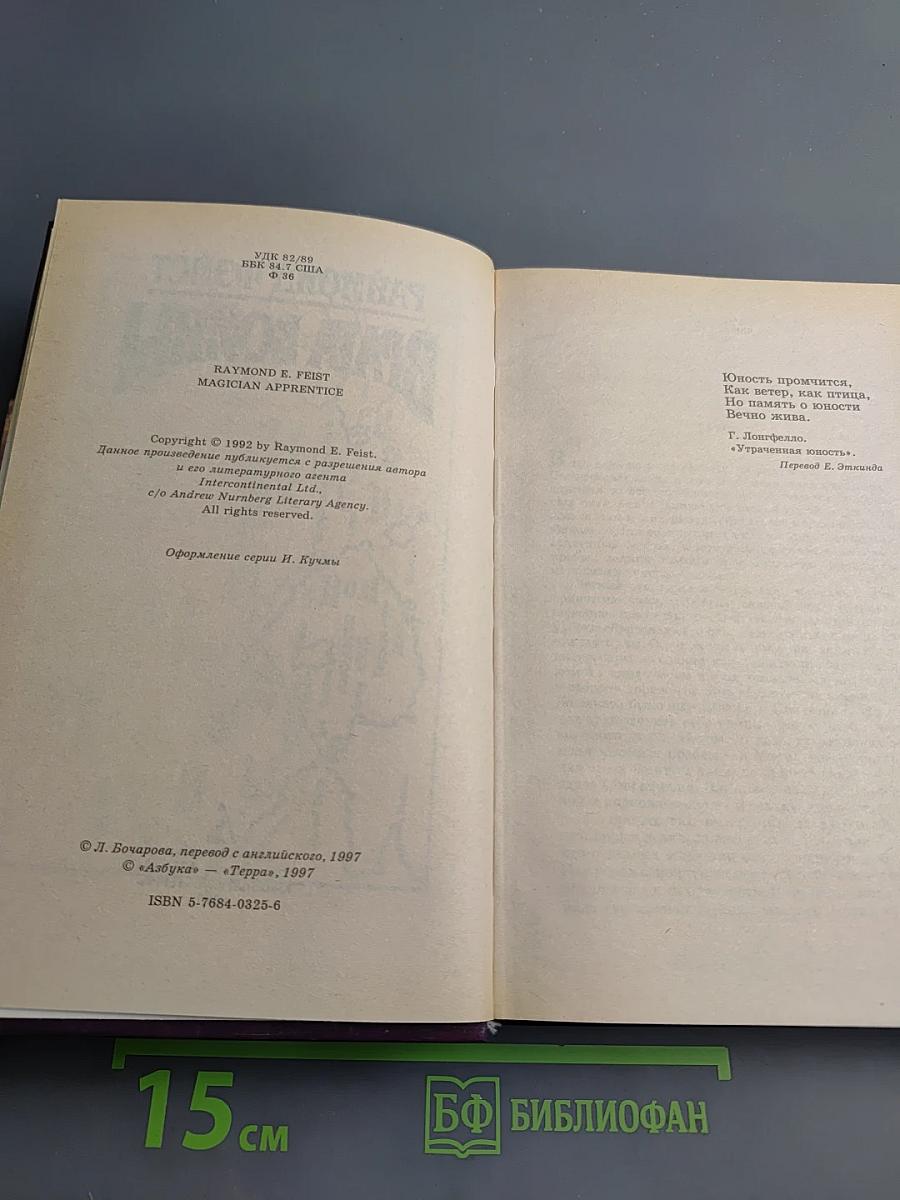 УДК 82/89
ББК 84.7 США
Ф 36
RAYMOND E. FEIST
MAGICIAN APPRENTICE
Copyright © 1992 by Raymond E. Feist.
Данное произведение публикуется с разрешения автора
и его литературного агента
Intercontinental Ltd.,
c/o Andrew Nurnberg Literary Agency.
All rights reserved.
Оформление серии И. Кучмы
© Л. Бочарова, перевод с английского, 1997
© «Азбука» — «Терра», 1997
ISBN 5-7684-0325-6
Юность промчится,
Как ветер, как птица,
Но память о юности
Вечно жива.
Г. Лонгфелло.
«Утраченная юность».
Перевод Е. Эткинда
15 см
БФ БИБЛИОФАН